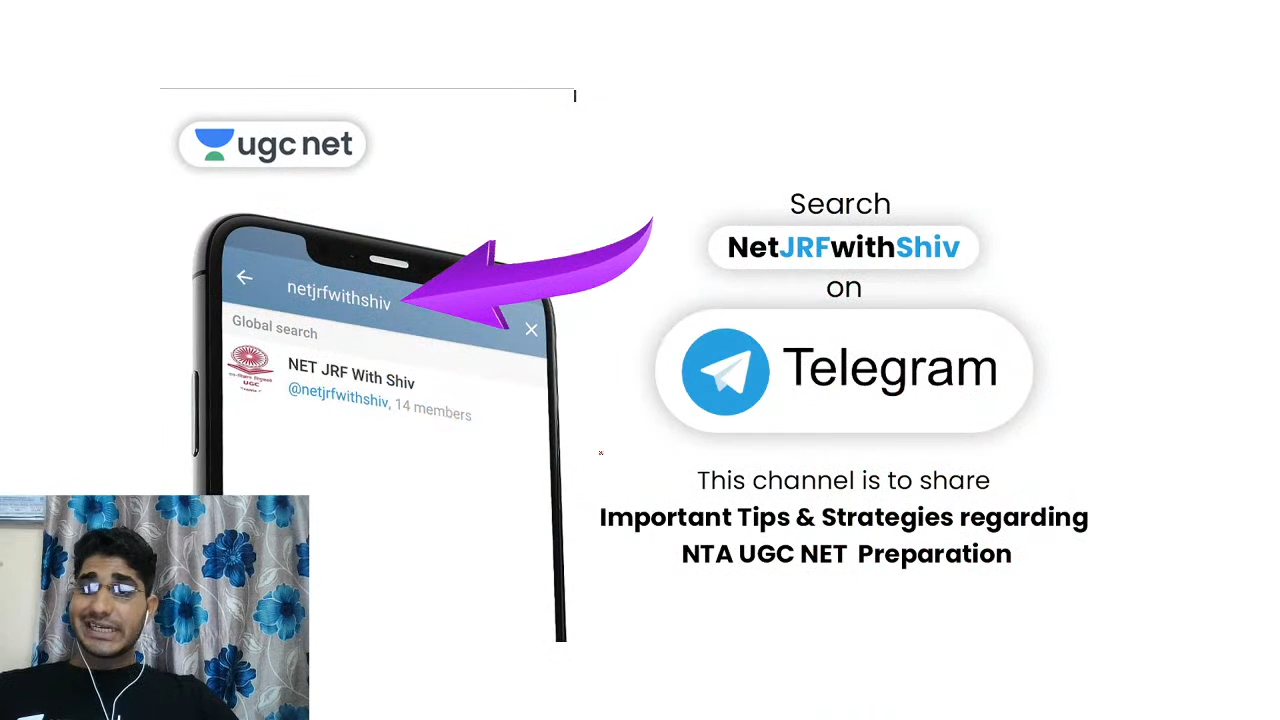 ugc net
Search
NetJRFwithShiv
on
Telegram
netjrfwithshiv
Global search
NET JRF With Shiv
@netjrfwithshiv, 14 members
UGC
This channel is to share
Important Tips & Strategies regarding
NTA UGC NET Preparation